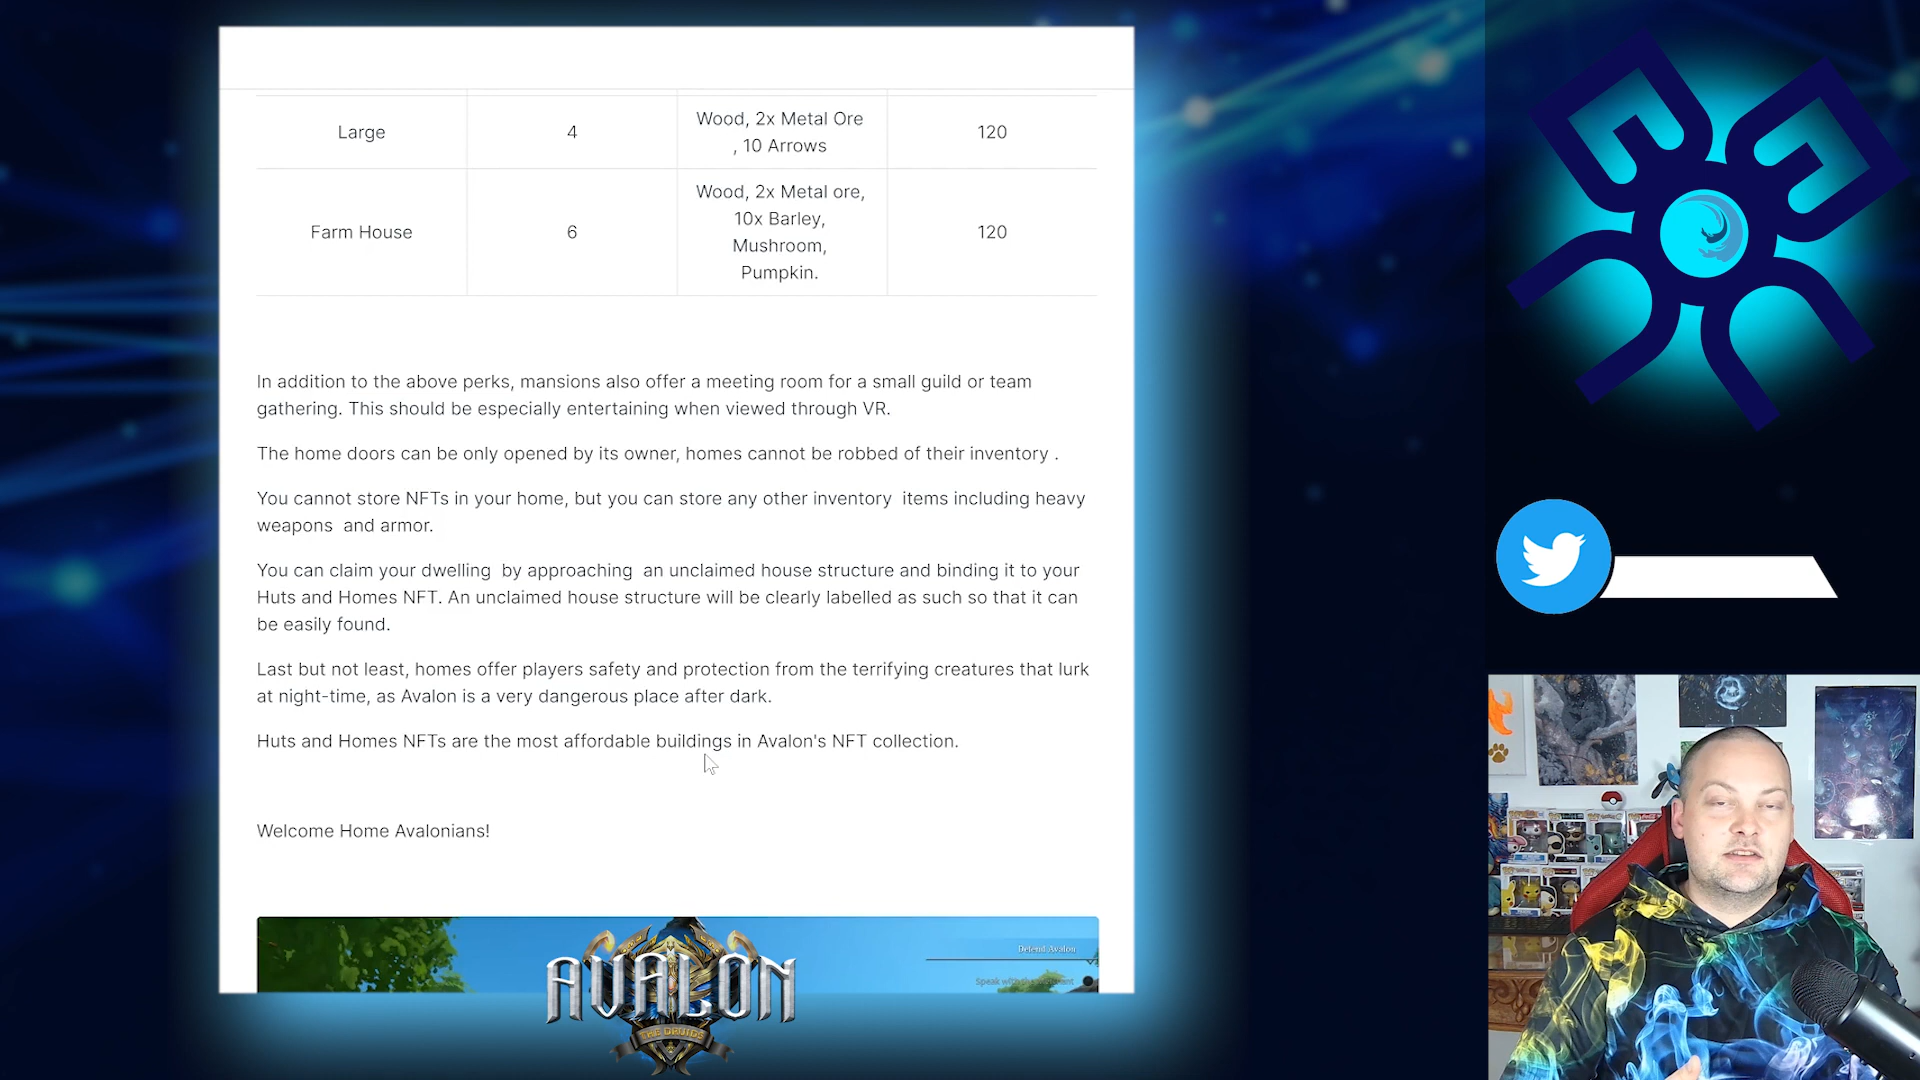 Large
4
Wood, 2x Metal Ore
, 10 Arrows
120
Farm House
6
Wood, 2x Metal ore,
10x Barley,
Mushroom,
Pumpkin.
120
In addition to the above perks, mansions also offer a meeting room for a small guild or team
gathering. This should be especially entertaining when viewed through VR.
The home doors can be only opened by its owner, homes cannot be robbed of their inventory .
You cannot store NFTs in your home, but you can store any other inventory  items including heavy
weapons  and armor.
You can claim your dwelling  by approaching  an unclaimed house structure and binding it to your
Huts and Homes NFT. An unclaimed house structure will be clearly labelled as such so that it can
be easily found.
Last but not least, homes offer players safety and protection from the terrifying creatures that lurk
at night-time, as Avalon is a very dangerous place after dark.
Huts and Homes NFTs are the most affordable buildings in Avalon's NFT collection.
Welcome Home Avalonians!
Defend Avalon
AVALON
THE DRUIDS